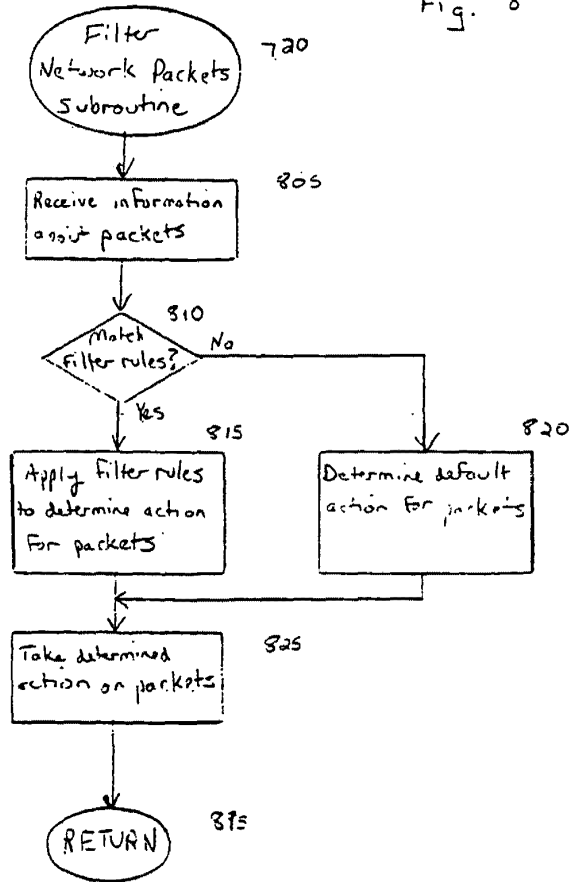 Fig. 8
Filter
Network Packets
Subroutine
720
805
Receive information
about packets
810
Match
Filter rules?
No
Yes
815
820
Apply Filter rules
to determine action
For packets
Determine default
action For packets
825
Take determined
action on packets
RETURN
895